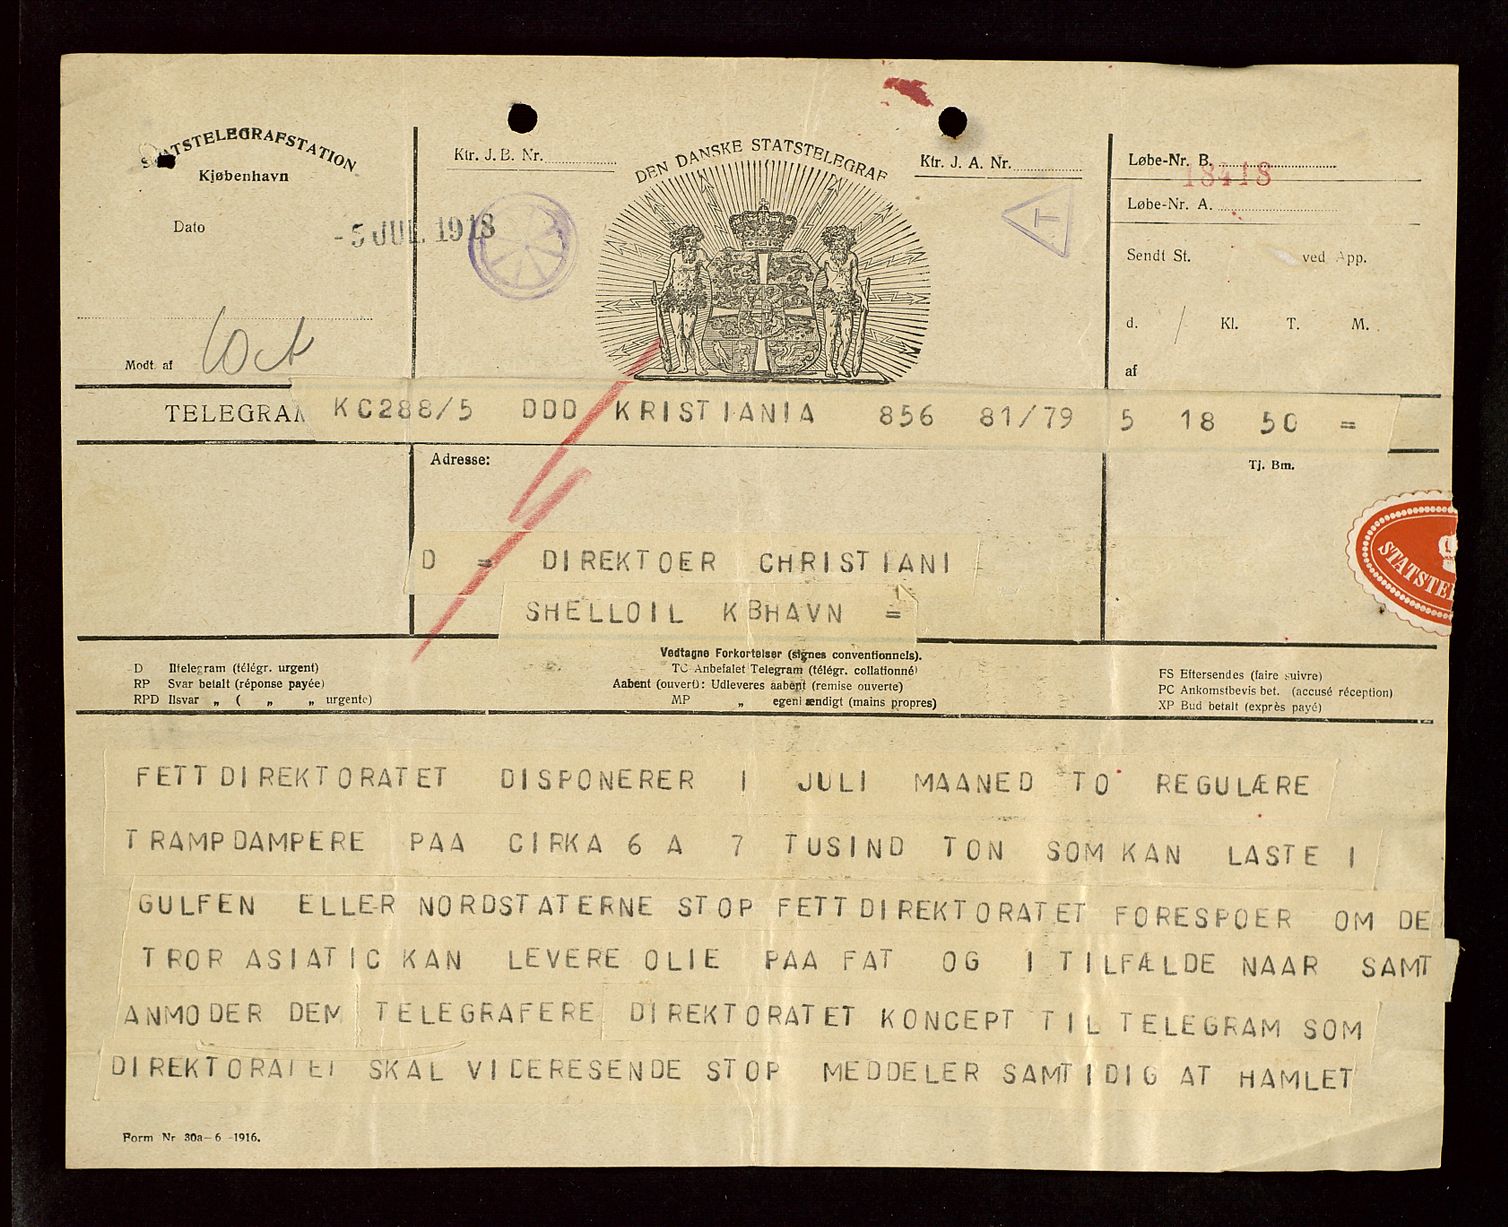 STATSTELEGRAFSTATION
Kjøbenhavn
Dato
-5 JUL. 1918
Modt. af
Ktr. J. B. Nr.
DEN DANSKE STATSTELEGRAF
Ktr. J. A. Nr.
T
Løbe-Nr. B.
18418
Løbe-Nr. A.
Sendt St. ved App.
d. / Kl. T. M.
af
TELEGRAM KC288/5 DDD KRISTIANIA 856 81/79 5 18 50 =
Adresse:
Tj. Bm.
D = DIREKTOER CHRISTIANI
SHELLOIL KBHAVN =
STATSTE
Vedtagne Forkortelser (signes conventionnels).
D Iltelegram (télégr. urgent)
RP Svar betalt (réponse payée)
RPD Ilsvar „ ( „ „ urgente)
TC Anbefalet Telegram (télégr. collationné)
Aabent (ouvert): Udleveres aabent (remise ouverte)
MP „ egenhændigt (mains propres)
FS Eftersendes (faire suivre)
PC Ankomstbevis bet. (accusé réception)
XP Bud betalt (exprès payé)
FETTDIREKTORATET DISPONERER I JULI MAANED TO REGULÆRE
TRAMPDAMPERE PAA CIRKA 6 A 7 TUSIND TON SOM KAN LASTE I
GULFEN ELLER NORDSTATERNE STOP FETTDIREKTORATET FORESPOER OM DE
TROR ASIATIC KAN LEVERE OLIE PAA FAT OG I TILFÆLDE NAAR SAMT
ANMODER DEM TELEGRAFERE DIREKTORATET KONCEPT TIL TELEGRAM SOM
DIREKTORATET SKAL VIDERESENDE STOP MEDDELER SAMTIDIG AT HAMLET
Form Nr 30a-6-1916.